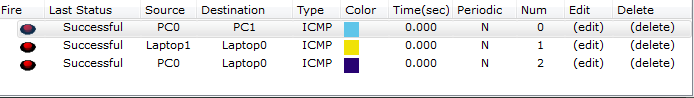 Fire Last Status Source Destination Type Color Time(sec) Periodic Num Edit Delete
Successful PC0 PC1 ICMP 0.000 N 0 (edit) (delete)
Successful Laptop1 Laptop0 ICMP 0.000 N 1 (edit) (delete)
Successful PC0 Laptop0 ICMP 0.000 N 2 (edit) (delete)